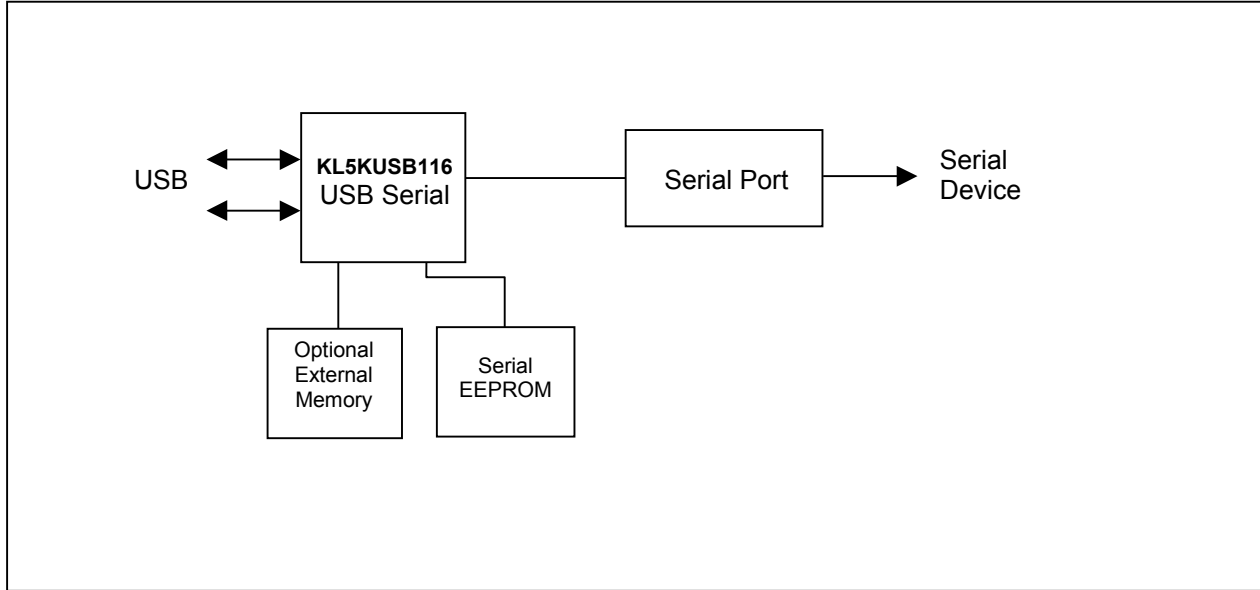 USB
KL5KUSB116
USB Serial
Serial Port
Serial
Device
Optional
External
Memory
Serial
EEPROM